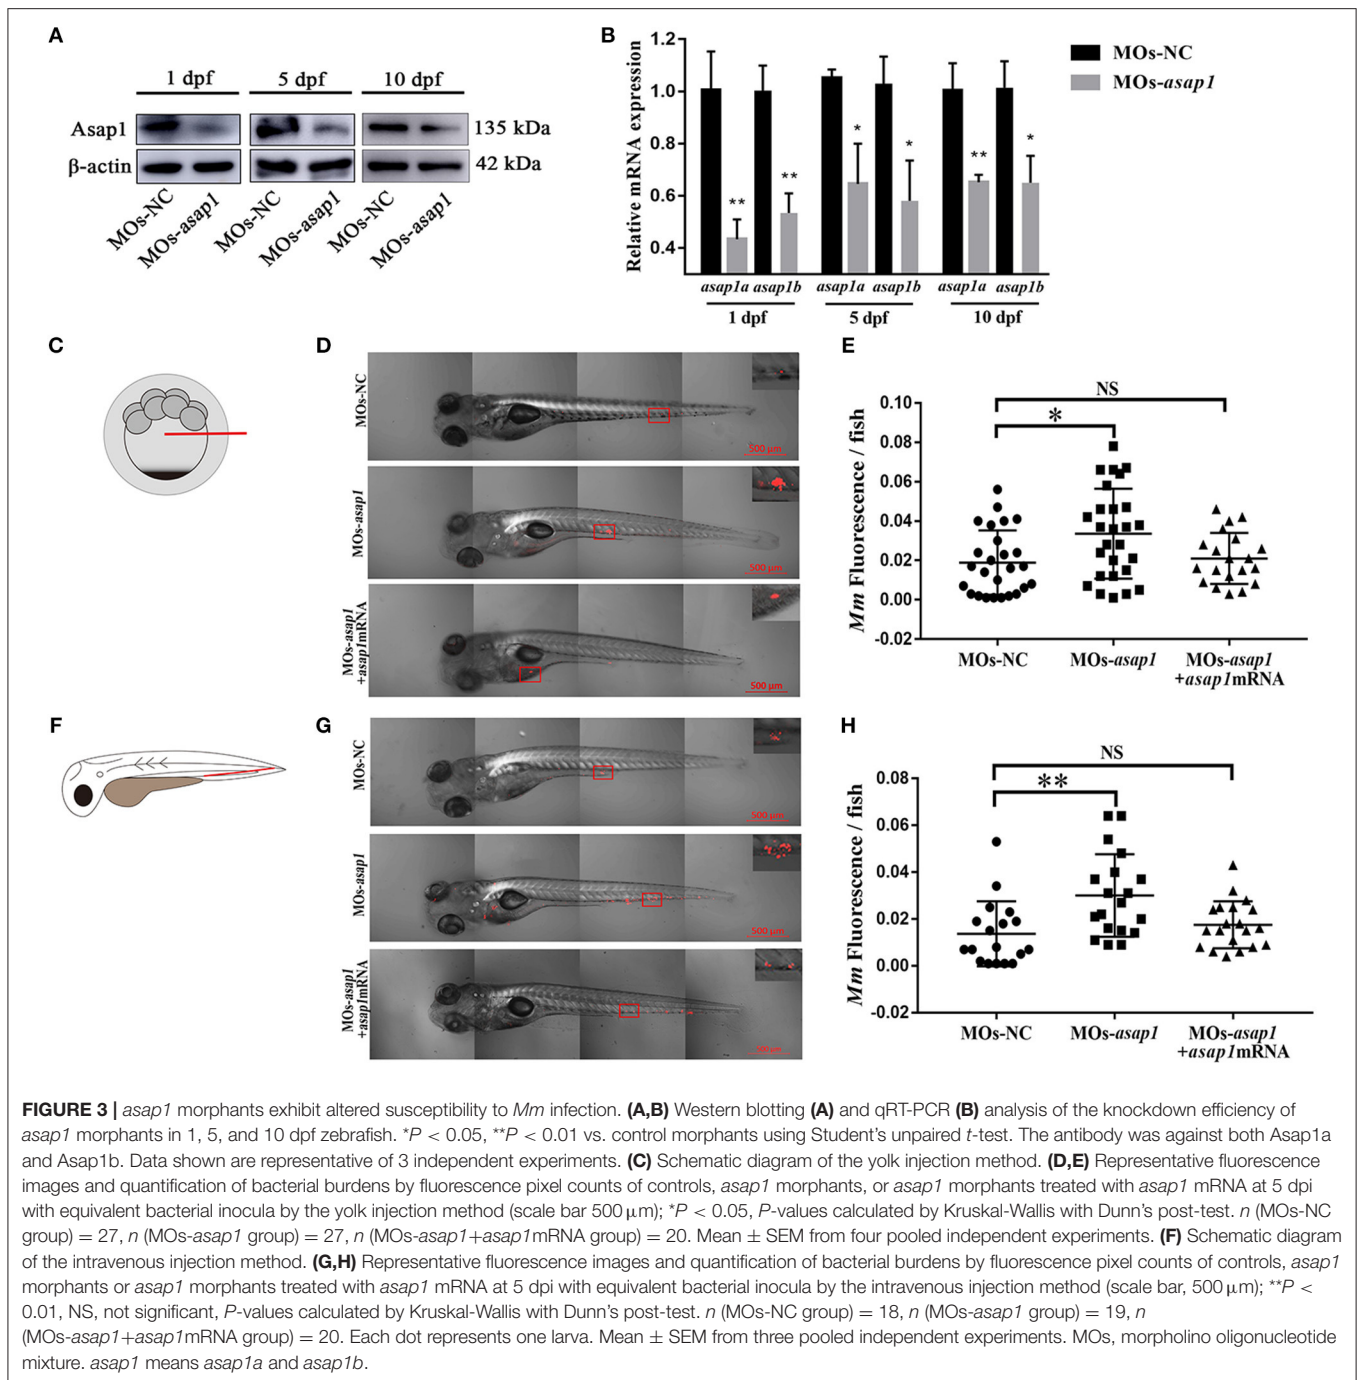 A
1 dpf
5 dpf
10 dpf
Asap1
135 kDa
β-actin
42 kDa
MOs-NC
MOs-asap1
MOs-NC
MOs-asap1
MOs-NC
MOs-asap1
B
Relative mRNA expression
1.2
1.0
0.8
0.6
0.4
**
**
*
*
**
*
MOs-NC
MOs-asap1
asap1a asap1b asap1a asap1b asap1a asap1b
1 dpf
5 dpf
10 dpf
C
D
MOs-NC
500 µm
MOs-asap1
500 µm
MOs-asap1
+asap1mRNA
500 µm
E
Mm Fluorescence / fish
0.10
0.08
0.06
0.04
0.02
0.00
-0.02
NS
*
MOs-NC
MOs-asap1
MOs-asap1
+asap1mRNA
F
G
MOs-NC
500 µm
MOs-asap1
500 µm
MOs-asap1
+asap1mRNA
500 µm
H
Mm Fluorescence / fish
0.08
0.06
0.04
0.02
0.00
-0.02
NS
**
MOs-NC
MOs-asap1
MOs-asap1
+asap1mRNA
FIGURE 3 | asap1 morphants exhibit altered susceptibility to Mm infection. (A,B) Western blotting (A) and qRT-PCR (B) analysis of the knockdown efficiency of
asap1 morphants in 1, 5, and 10 dpf zebrafish. *P < 0.05, **P < 0.01 vs. control morphants using Student's unpaired t-test. The antibody was against both Asap1a
and Asap1b. Data shown are representative of 3 independent experiments. (C) Schematic diagram of the yolk injection method. (D,E) Representative fluorescence
images and quantification of bacterial burdens by fluorescence pixel counts of controls, asap1 morphants, or asap1 morphants treated with asap1 mRNA at 5 dpi
with equivalent bacterial inocula by the yolk injection method (scale bar 500 µm); *P < 0.05, P-values calculated by Kruskal-Wallis with Dunn's post-test. n (MOs-NC
group) = 27, n (MOs-asap1 group) = 27, n (MOs-asap1+asap1mRNA group) = 20. Mean ± SEM from four pooled independent experiments. (F) Schematic diagram
of the intravenous injection method. (G,H) Representative fluorescence images and quantification of bacterial burdens by fluorescence pixel counts of controls, asap1
morphants or asap1 morphants treated with asap1 mRNA at 5 dpi with equivalent bacterial inocula by the intravenous injection method (scale bar, 500 µm); **P <
0.01, NS, not significant, P-values calculated by Kruskal-Wallis with Dunn's post-test. n (MOs-NC group) = 18, n (MOs-asap1 group) = 19, n
(MOs-asap1+asap1mRNA group) = 20. Each dot represents one larva. Mean ± SEM from three pooled independent experiments. MOs, morpholino oligonucleotide
mixture. asap1 means asap1a and asap1b.